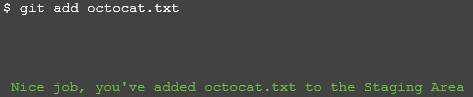 $ git add octocat.txt
Nice job, you've added octocat.txt to the Staging Area